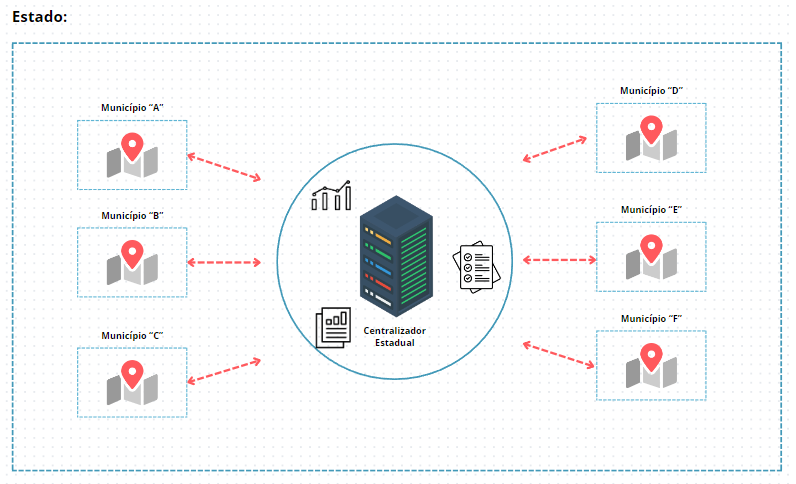 Estado:
Município “A”
Município “B”
Município “C”
Centralizador
Estadual
Município “D”
Município “E”
Município “F”